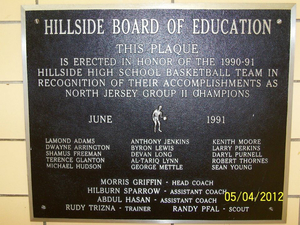 HILLSIDE BOARD OF EDUCATION
THIS PLAQUE
IS ERECTED IN HONOR OF THE 1990-91
HILLSIDE HIGH SCHOOL BASKETBALL TEAM IN
RECOGNITION OF THEIR ACCOMPLISHMENTS AS
NORTH JERSEY GROUP II CHAMPIONS
JUNE 1991
LAMOND ADAMS ANTHONY JENKINS KENITH MOORE
DWAYNE ARRINGTON BYRON LEWIS LARRY PERKINS
SHAMUS FREEMAN DEVAN LONG DARYL PURNELL
TERENCE GLANTON AL-TARIQ LYNN ROBERT THORNES
MICHAEL HUDSON GEORGE METTLE SEAN YOUNG
MORRIS GRIFFIN - HEAD COACH
HILBURN SPARROW - ASSISTANT COACH
ABDUL HASAN - ASSISTANT COACH
RUDY TRIZNA - TRAINER RANDY PFAL - SCOUT
05/04/2012